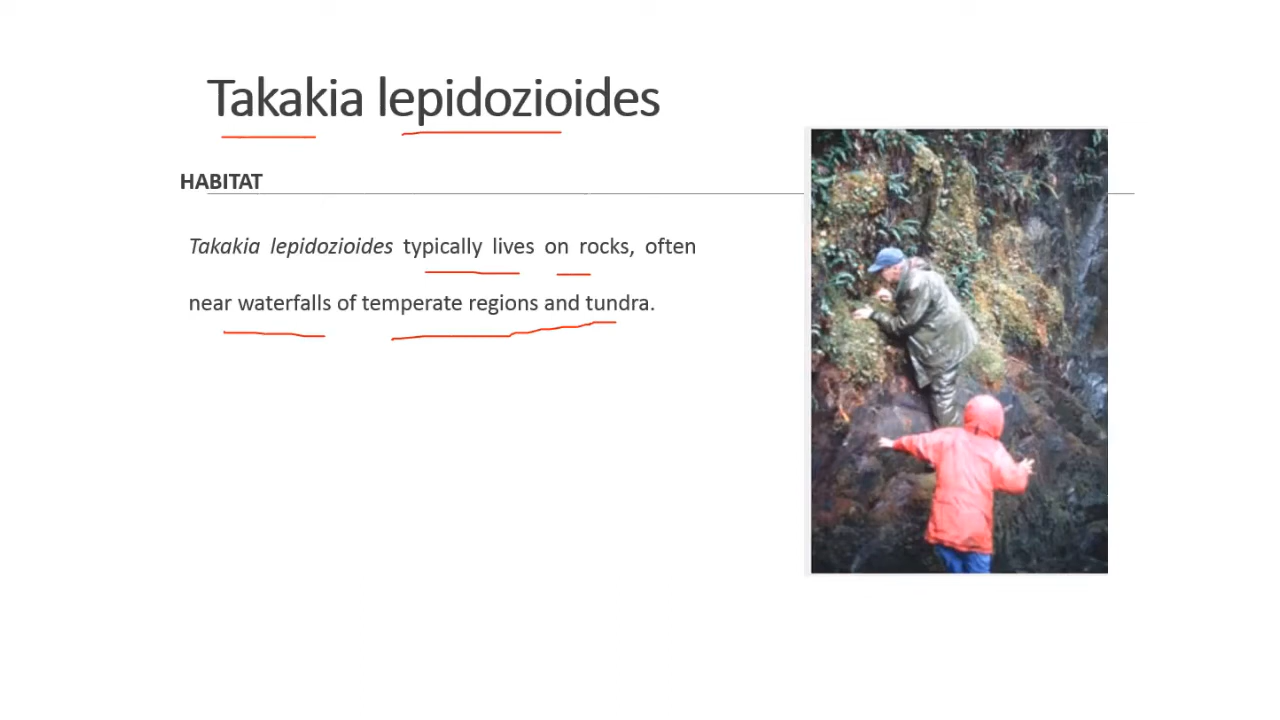 Takakia lepidozioides
HABITAT
Takakia lepidozioides typically lives on rocks, often
near waterfalls of temperate regions and tundra.